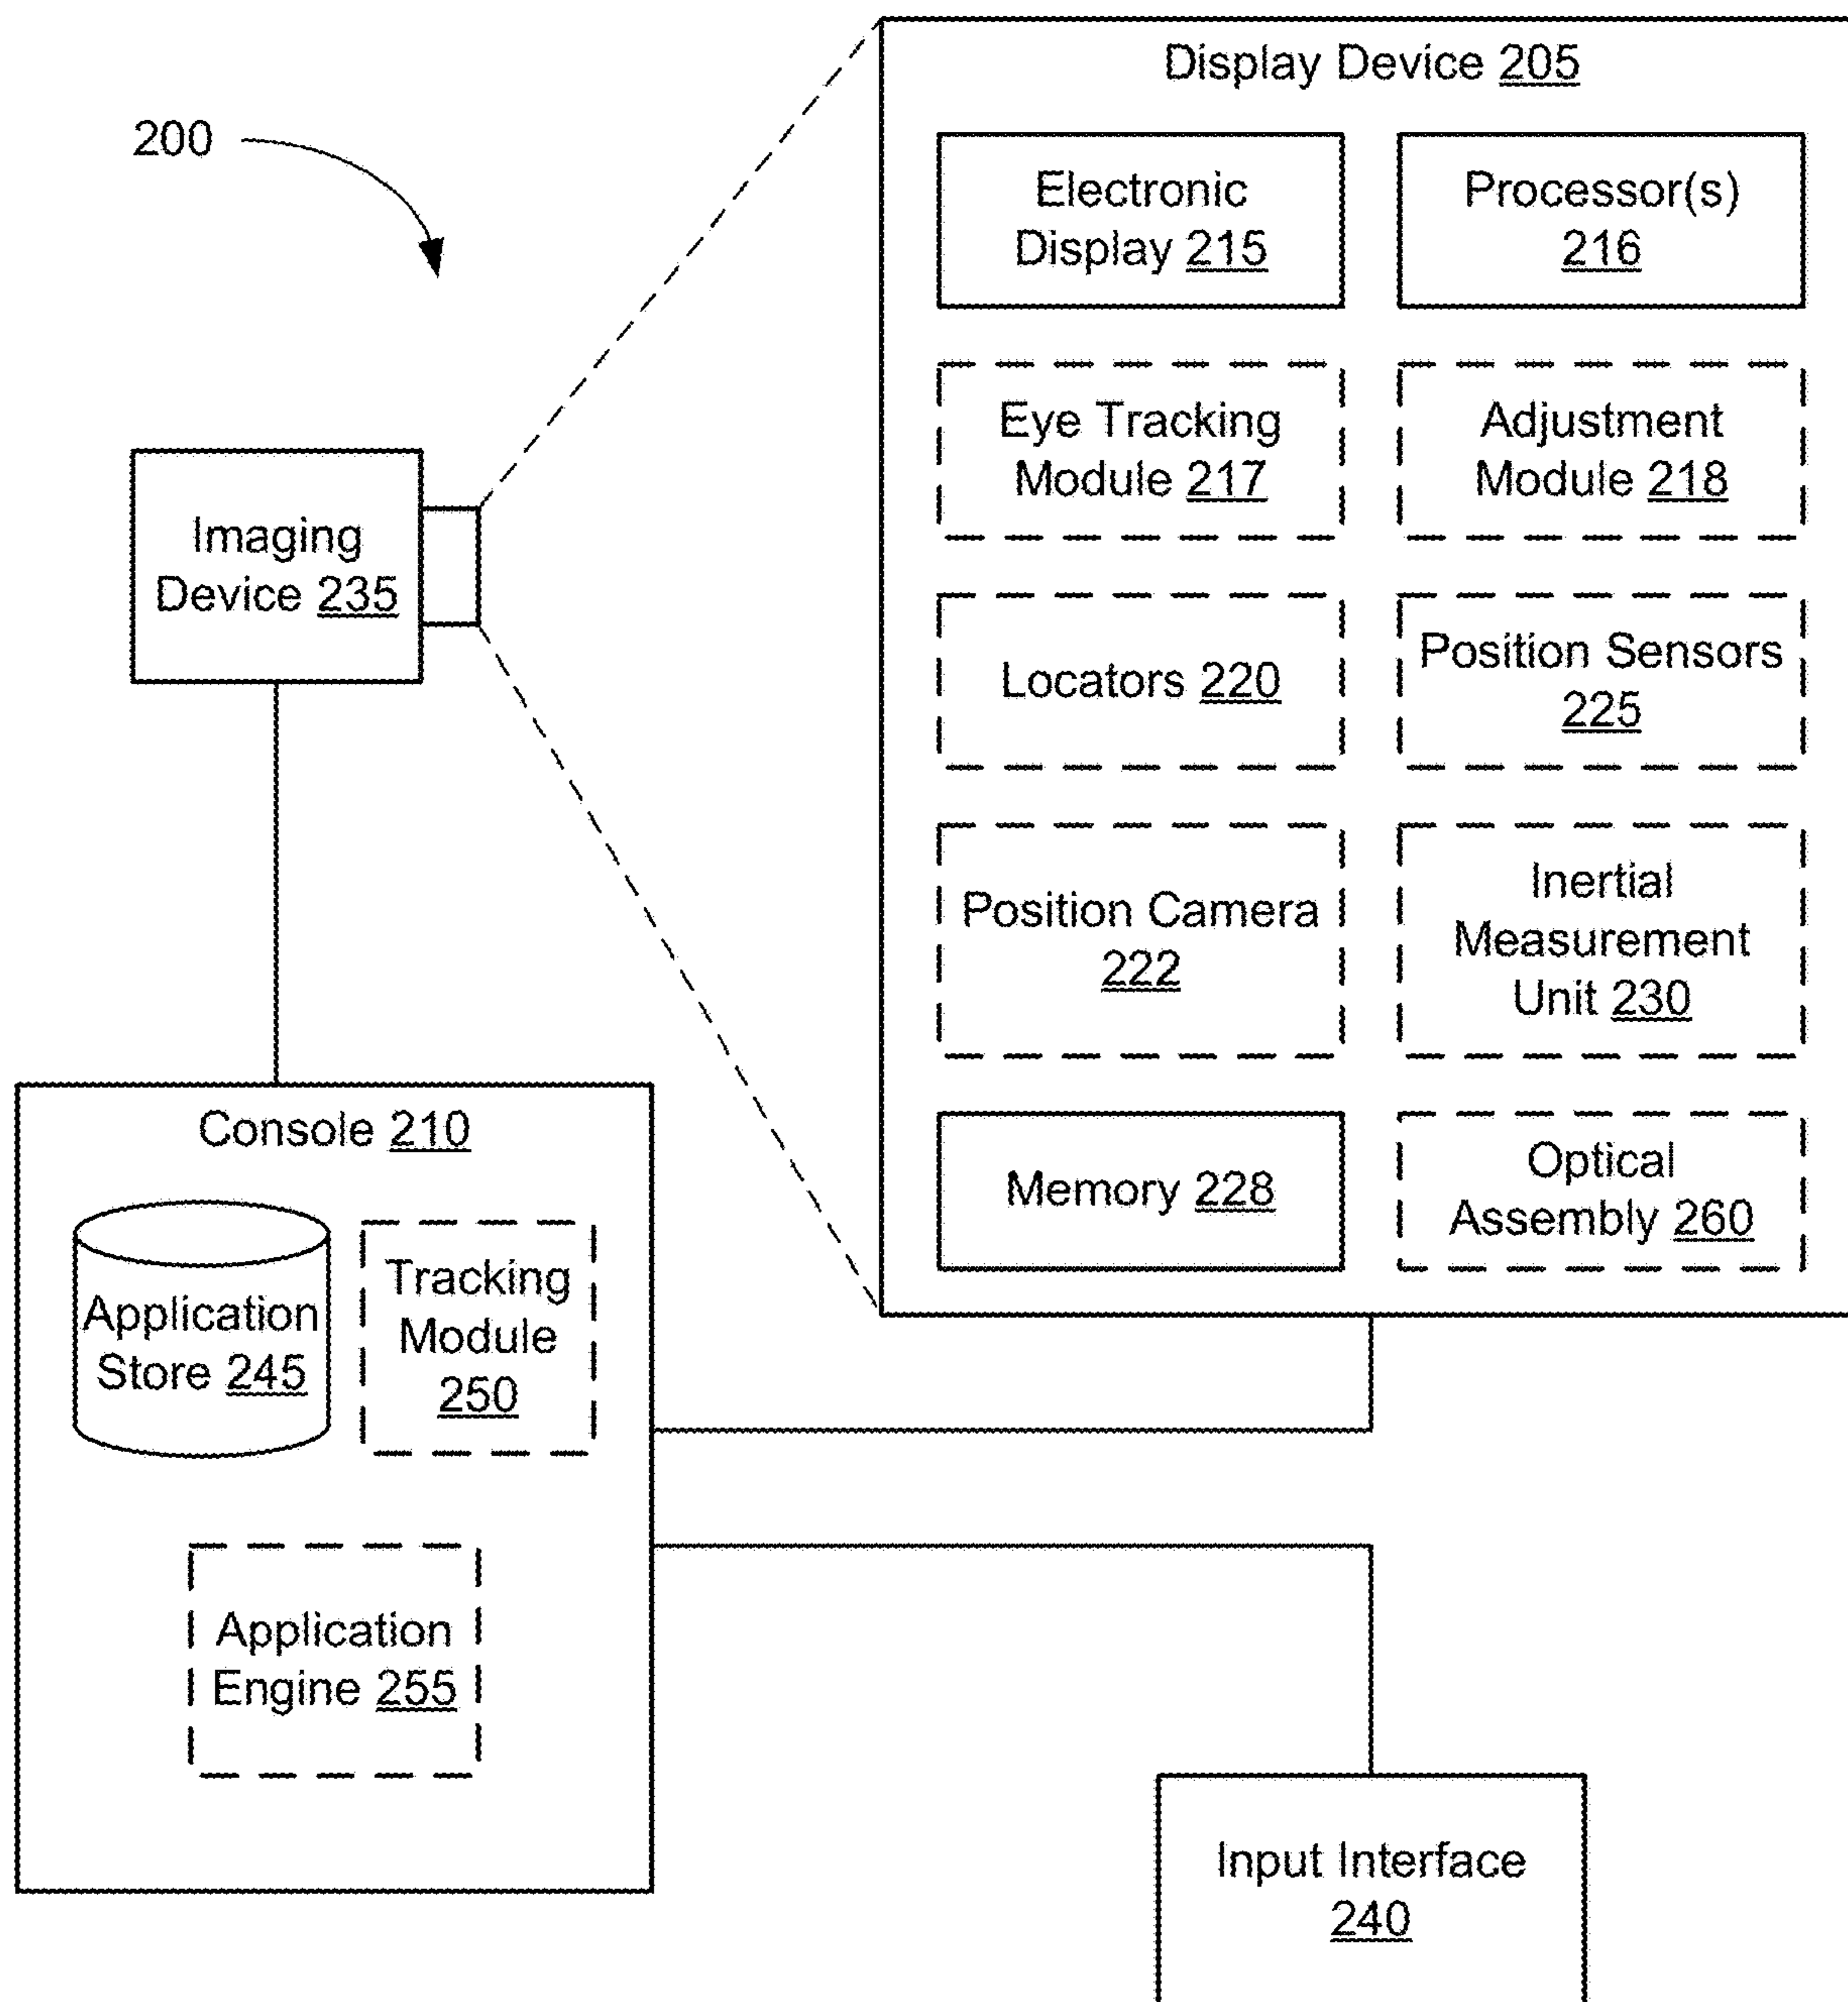 200
Display Device 205
Electronic
Display 215
Processor(s)
216
Eye Tracking
Module 217
Adjustment
Module 218
Imaging
Device 235
Locators 220
Position Sensors
225
Position Camera
222
Inertial
Measurement
Unit 230
Memory 228
Optical
Assembly 260
Console 210
Application
Store 245
Tracking
Module
250
Application
Engine 255
Input Interface
240